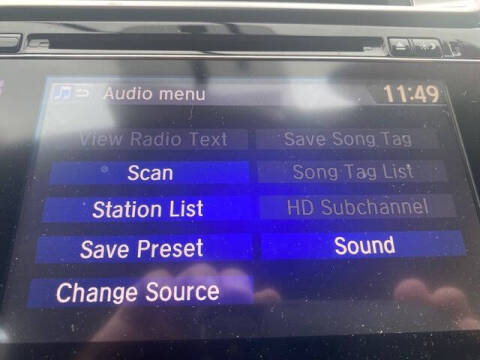 Audio menu
11:49
View Radio Text
Save Song Tag
Scan
Song Tag List
Station List
HD Subchannel
Save Preset
Sound
Change Source